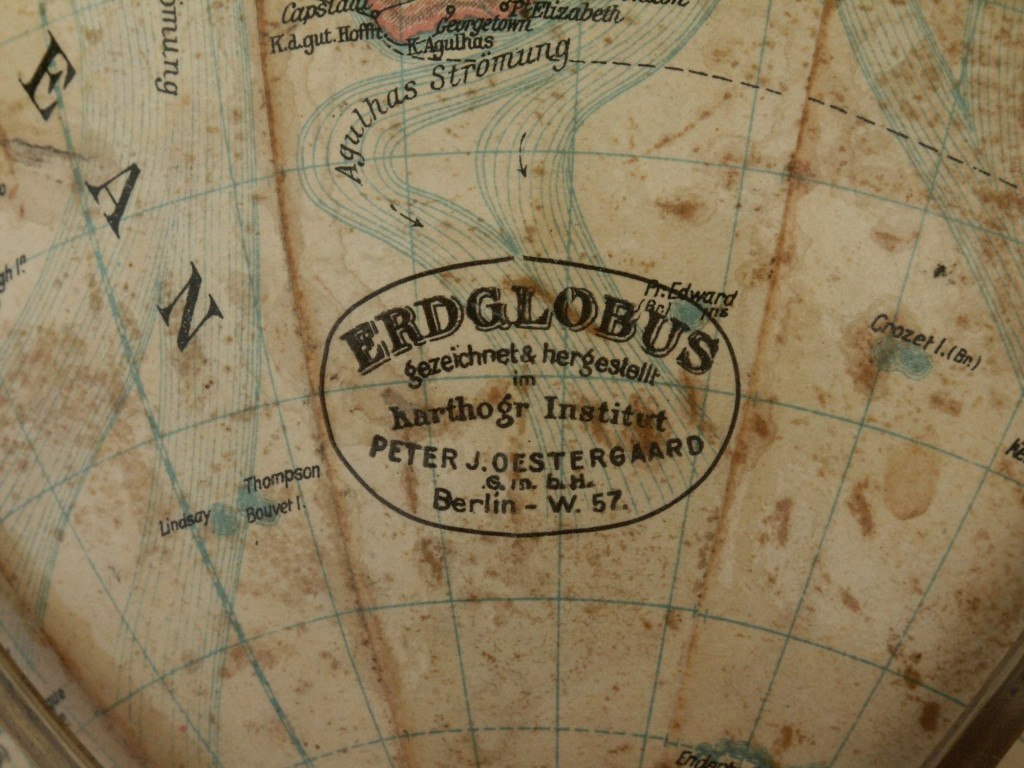 Capstadt
K.d.gut.Hoffn.
Georgetown
Pt Elizabeth
K.Agulhas
Agulhas Strömung
E
A
N
ERDGLOBUS
gezeichnet & hergestellt
im
Karthogr Institut
PETER J. OESTERGAARD
G.m.b.H.
Berlin - W. 57.
Pr. Edward
(Br.)
Crozet I. (Br.)
Thompson
Lindsay
Bouvet I.